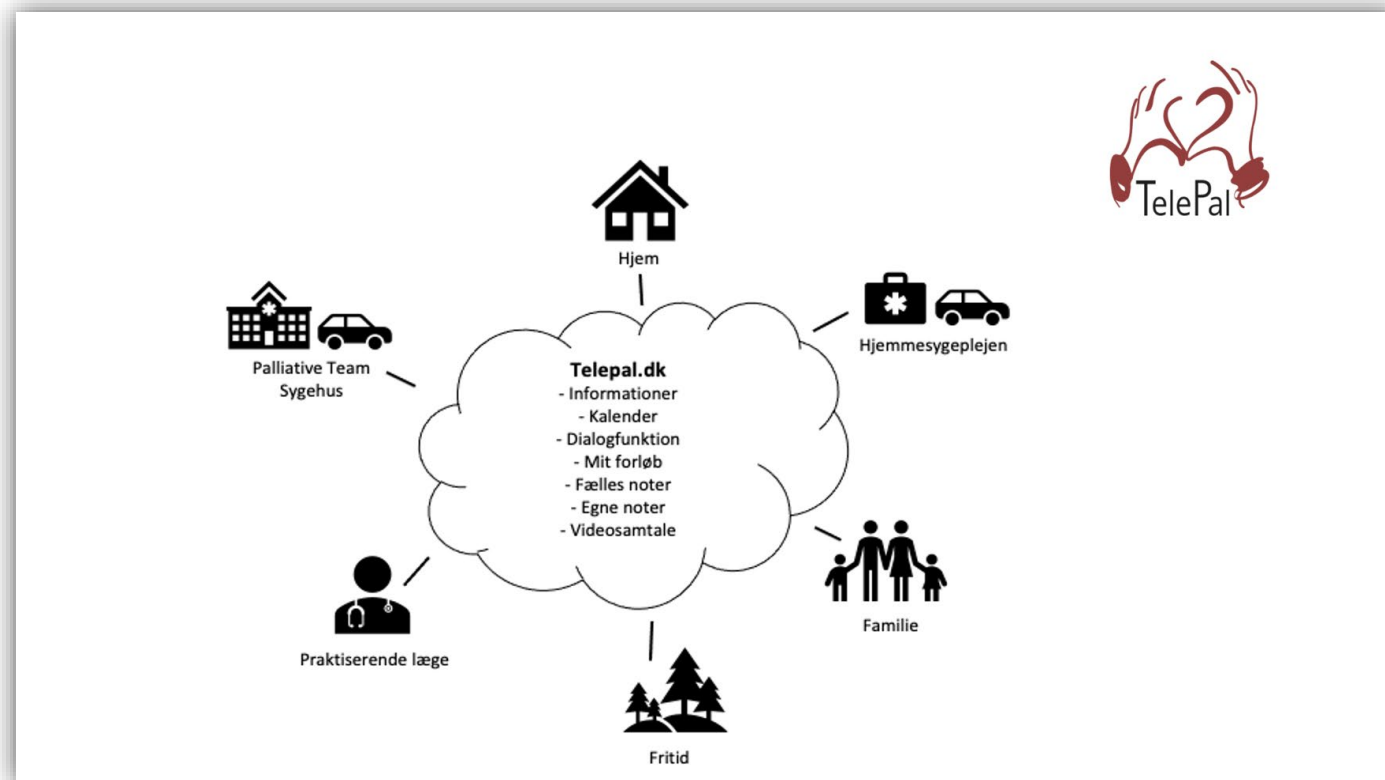 TelePal
Hjem
Hjemmesygeplejen
Palliative Team
Sygehus
Telepal.dk
- Informationer
- Kalender
- Dialogfunktion
- Mit forløb
- Fælles noter
- Egne noter
- Videosamtale
Familie
Praktiserende læge
Fritid